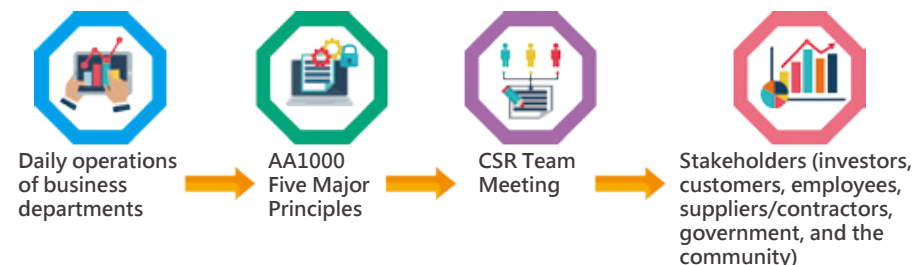 Daily operations
of business
departments
AA1000
Five Major
Principles
CSR Team
Meeting
Stakeholders (investors,
customers, employees,
suppliers/contractors,
government, and the
community)